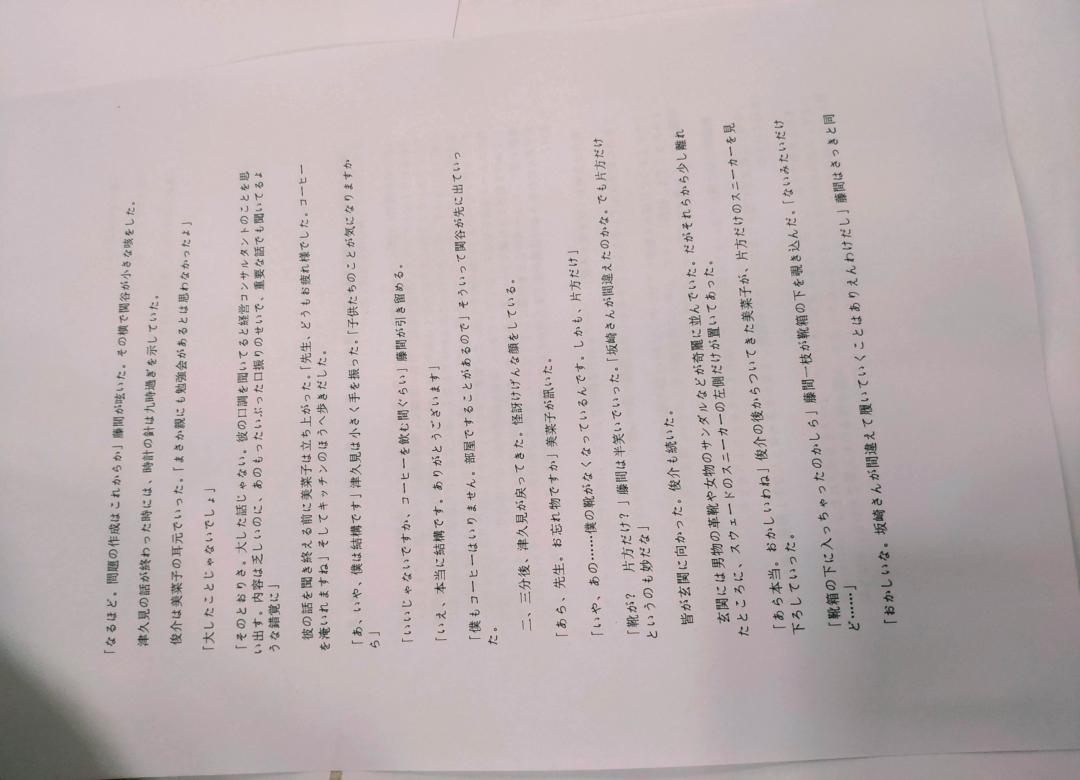 「なるほど。問題の作成はこれからか」藤間が呟いた。その横で関谷が小さな咳をした。
津久見の話が終わった時には、時計の針は九時過ぎを示していた。
俊介は美菜子の耳元でいった。「まさか親にも勉強会があるとは思わなかったよ」
「大したことじゃないでしょ」
「そのとおりさ。大した話じゃない。彼の口調を聞いてると経営コンサルタントのことを思
い出す。内容は乏しいのに、あのもったいぶった口振りのせいで、重要な話でも聞いてるよ
うな錯覚に」
彼の話を聞き終える前に美菜子は立ち上がった。「先生、どうもお疲れ様でした。コーヒー
を淹いれますね」そしてキッチンのほうへ歩きだした。
「あ、いや、僕は結構です」津久見は小さく手を振った。「子供たちのことが気になりますか
ら」
「いいじゃないですか、コーヒーを飲む間ぐらい」藤間が引き留める。
「いえ、本当に結構です。ありがとうございます」
「僕もコーヒーはいりません。部屋ですることがあるので」そういって関谷が先に出ていっ
た。
二、三分後、津久見が戻ってきた。怪訝けげんな顔をしている。
「あら、先生。お忘れ物ですか」美菜子が訊いた。
「いや、あの……僕の靴がなくなっているんです。しかも、片方だけ」
「靴が？　片方だけ？」藤間は半笑いでいった。「坂崎さんが間違えたのかな。でも片方だけ
というのも妙だな」
皆が玄関に向かった。俊介も続いた。
玄関には男物の革靴や女物のサンダルなどが奇麗に並んでいた。だがそれらから少し離れ
たところに、スウェードのスニーカーの左側だけが置いてあった。
「あら本当。おかしいわね」俊介の後からついてきた美菜子が、片方だけのスニーカーを見
下ろしていった。
「靴箱の下に入っちゃったのかしら」藤間一枝が靴箱の下を覗き込んだ。「ないみたいだけ
ど……」
「おかしいな。坂崎さんが間違えて履いていくことはありえんわけだし」藤間はさっきと同